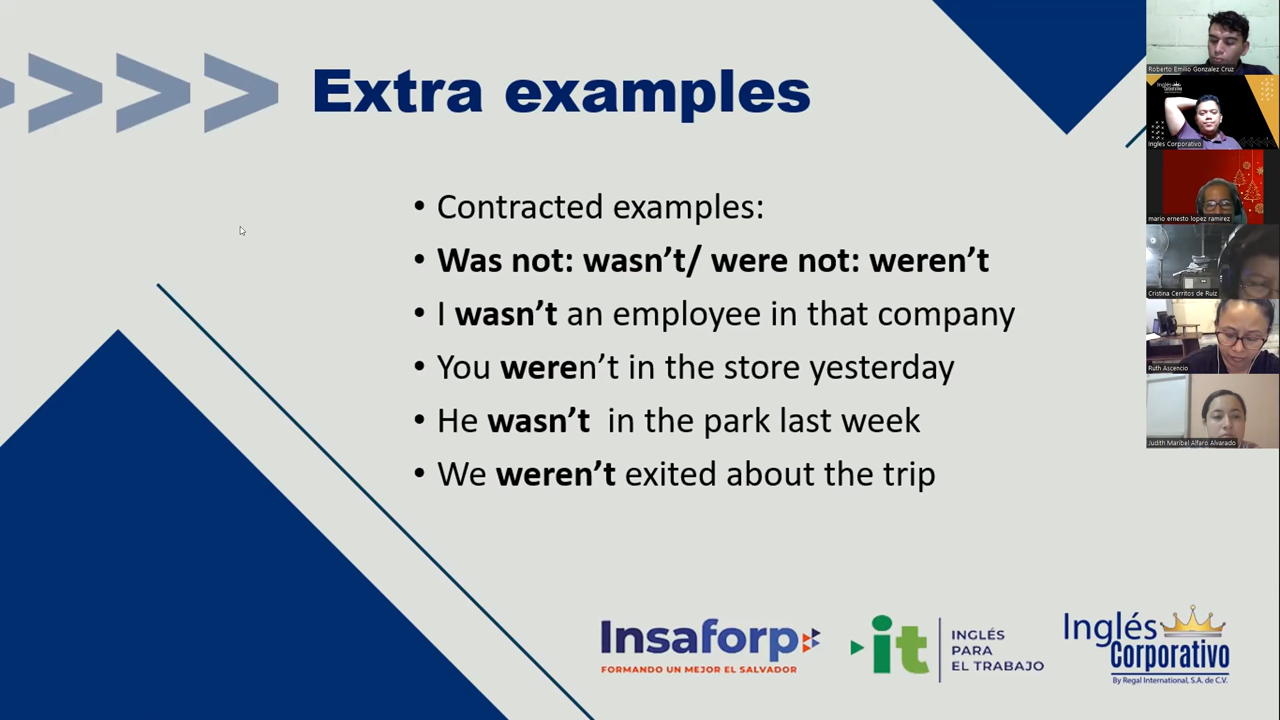 Extra examples
• Contracted examples:
• Was not: wasn’t/ were not: weren’t
• I wasn’t an employee in that company
• You weren’t in the store yesterday
• He wasn’t in the park last week
• We weren’t exited about the trip
Insaforp
FORMANDO UN MEJOR EL SALVADOR
it
INGLÉS
PARA
EL TRABAJO
Inglés
Corporativo
By Regal International, S.A. de C.V.
Roberto Emilio Gonzalez Cruz
Inglés Corporativo
mario ernesto lopez ramirez
Cristina Cerritos de Ruiz
Ruth Ascencio
Judith Maribel Alfaro Alvarado